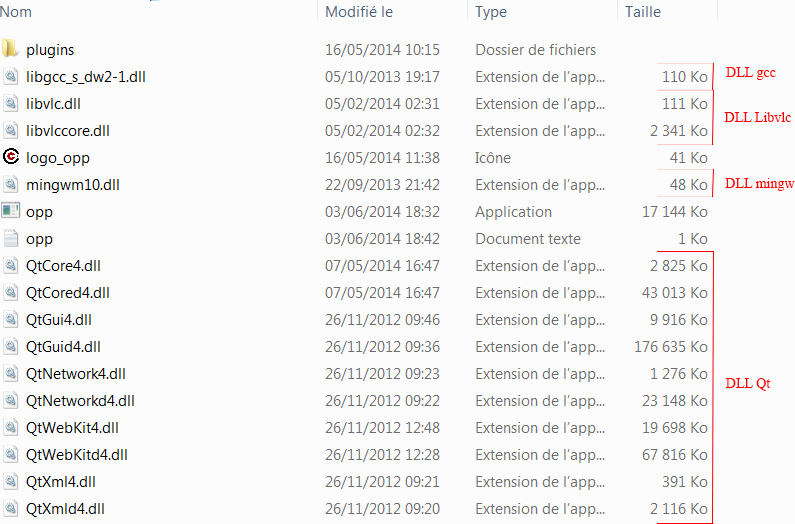 Nom Modifié le Type Taille
plugins 16/05/2014 10:15 Dossier de fichiers
libgcc_s_dw2-1.dll 05/10/2013 19:17 Extension de l'app... 110 Ko DLL gcc
libvlc.dll 05/02/2014 02:31 Extension de l'app... 111 Ko
DLL Libvlc
libvlccore.dll 05/02/2014 02:32 Extension de l'app... 2 341 Ko
logo_opp 16/05/2014 11:38 Icône 41 Ko
mingwm10.dll 22/09/2013 21:42 Extension de l'app... 48 Ko DLL mingw
opp 03/06/2014 18:32 Application 17 144 Ko
opp 03/06/2014 18:42 Document texte 1 Ko
QtCore4.dll 07/05/2014 16:47 Extension de l'app... 2 825 Ko
QtCored4.dll 07/05/2014 16:47 Extension de l'app... 43 013 Ko
QtGui4.dll 26/11/2012 09:46 Extension de l'app... 9 916 Ko
QtGuid4.dll 26/11/2012 09:36 Extension de l'app... 176 635 Ko
QtNetwork4.dll 26/11/2012 09:23 Extension de l'app... 1 276 Ko
DLL Qt
QtNetworkd4.dll 26/11/2012 09:22 Extension de l'app... 23 148 Ko
QtWebKit4.dll 26/11/2012 12:48 Extension de l'app... 19 698 Ko
QtWebKitd4.dll 26/11/2012 12:28 Extension de l'app... 67 816 Ko
QtXml4.dll 26/11/2012 09:21 Extension de l'app... 391 Ko
QtXmld4.dll 26/11/2012 09:20 Extension de l'app... 2 116 Ko